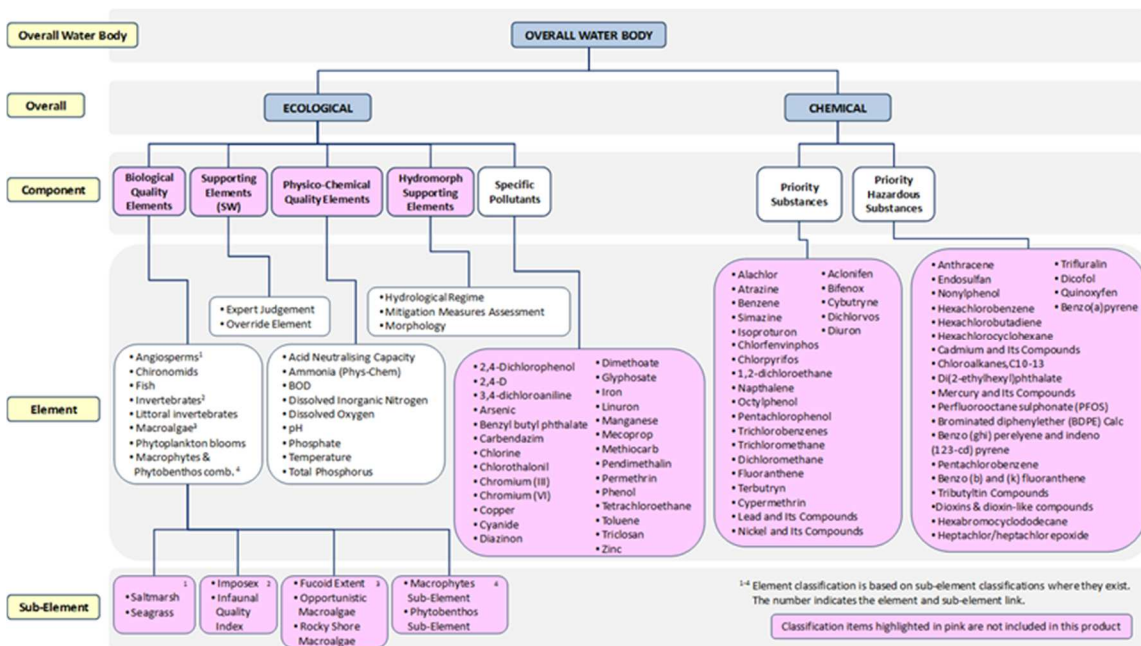 Overall Water Body
OVERALL WATER BODY
Overall
ECOLOGICAL
CHEMICAL
Component
Biological
Quality
Elements
Supporting
Elements
(SW)
Physico-Chemical
Quality Elements
Hydromorph
Supporting
Elements
Specific
Pollutants
Priority
Substances
Priority
Hazardous
Substances
Element
• Expert Judgement
• Override Element
• Hydrological Regime
• Mitigation Measures Assessment
• Morphology
• Angiosperms¹
• Chironomids
• Fish
• Invertebrates²
• Littoral invertebrates
• Macroalgae³
• Phytoplankton blooms
• Macrophytes &
Phytobenthos comb. ⁴
• Acid Neutralising Capacity
• Ammonia (Phys-Chem)
• BOD
• Dissolved Inorganic Nitrogen
• Dissolved Oxygen
• pH
• Phosphate
• Temperature
• Total Phosphorus
• 2,4-Dichlorophenol
• 2,4-D
• 3,4-dichloroaniline
• Arsenic
• Benzyl butyl phthalate
• Carbendazim
• Chlorine
• Chlorothalonil
• Chromium (III)
• Chromium (VI)
• Copper
• Cyanide
• Diazinon
• Dimethoate
• Glyphosate
• Iron
• Linuron
• Manganese
• Mecoprop
• Methiocarb
• Pendimethalin
• Permethrin
• Phenol
• Tetrachloroethane
• Toluene
• Triclosan
• Zinc
• Alachlor
• Atrazine
• Benzene
• Simazine
• Isoproturon
• Chlorfenvinphos
• Chlorpyrifos
• 1,2-dichloroethane
• Napthalene
• Octylphenol
• Pentachlorophenol
• Trichlorobenzenes
• Trichloromethane
• Dichloromethane
• Fluoranthene
• Terbutryn
• Cypermethrin
• Lead and Its Compounds
• Nickel and Its Compounds
• Aclonifen
• Bifenox
• Cybutryne
• Dichlorvos
• Diuron
• Anthracene
• Endosulfan
• Nonylphenol
• Hexachlorobenzene
• Hexachlorobutadiene
• Hexachlorocyclohexane
• Cadmium and Its Compounds
• Chloroalkanes,C10-13
• Di(2-ethylhexyl)phthalate
• Mercury and Its Compounds
• Perfluorooctane sulphonate (PFOS)
• Brominated diphenylether (BDPE) Calc
• Benzo (ghi) perelyene and indeno
(123-cd) pyrene
• Pentachlorobenzene
• Benzo (b) and (k) fluoranthene
• Tributyltin Compounds
•Dioxins & dioxin-like compounds
• Hexabromocyclododecane
• Heptachlor/heptachlor epoxide
• Trifluralin
• Dicofol
• Quinoxyfen
• Benzo(a)pyrene
Sub-Element
1
• Saltmarsh
• Seagrass
• Imposex 2
• Infaunal
Quality
Index
• Fucoid Extent 3
• Opportunistic
Macroalgae
• Rocky Shore
Macroalgae
• Macrophytes 4
Sub-Element
• Phytobenthos
Sub-Element
¹⁻⁴ Element classification is based on sub-element classifications where they exist.
The number indicates the element and sub-element link.
Classification items highlighted in pink are not included in this product